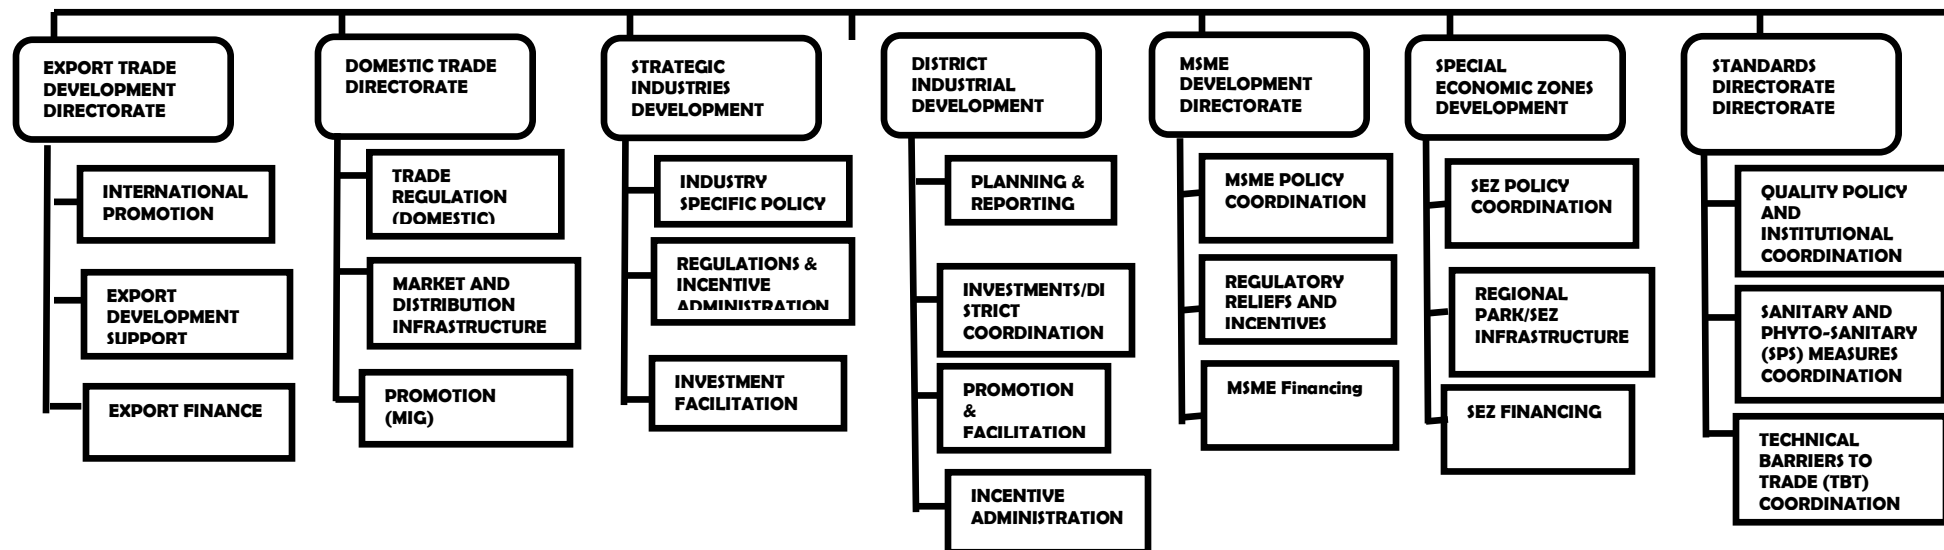 EXPORT TRADE
DEVELOPMENT
DIRECTORATE
INTERNATIONAL
PROMOTION
EXPORT
DEVELOPMENT
SUPPORT
EXPORT FINANCE
DOMESTIC TRADE
DIRECTORATE
TRADE
REGULATION
(DOMESTIC)
MARKET AND
DISTRIBUTION
INFRASTRUCTURE
PROMOTION
(MIG)
STRATEGIC
INDUSTRIES
DEVELOPMENT
INDUSTRY
SPECIFIC POLICY
REGULATIONS &
INCENTIVE
ADMINISTRATION
INVESTMENT
FACILITATION
DISTRICT
INDUSTRIAL
DEVELOPMENT
PLANNING &
REPORTING
INVESTMENTS/DI
STRICT
COORDINATION
PROMOTION
&
FACILITATION
INCENTIVE
ADMINISTRATION
MSME
DEVELOPMENT
DIRECTORATE
MSME POLICY
COORDINATION
REGULATORY
RELIEFS AND
INCENTIVES
MSME Financing
SPECIAL
ECONOMIC ZONES
DEVELOPMENT
SEZ POLICY
COORDINATION
REGIONAL
PARK/SEZ
INFRASTRUCTURE
SEZ FINANCING
STANDARDS
DIRECTORATE
DIRECTORATE
QUALITY POLICY
AND
INSTITUTIONAL
COORDINATION
SANITARY AND
PHYTO-SANITARY
(SPS) MEASURES
COORDINATION
TECHNICAL
BARRIERS TO
TRADE (TBT)
COORDINATION